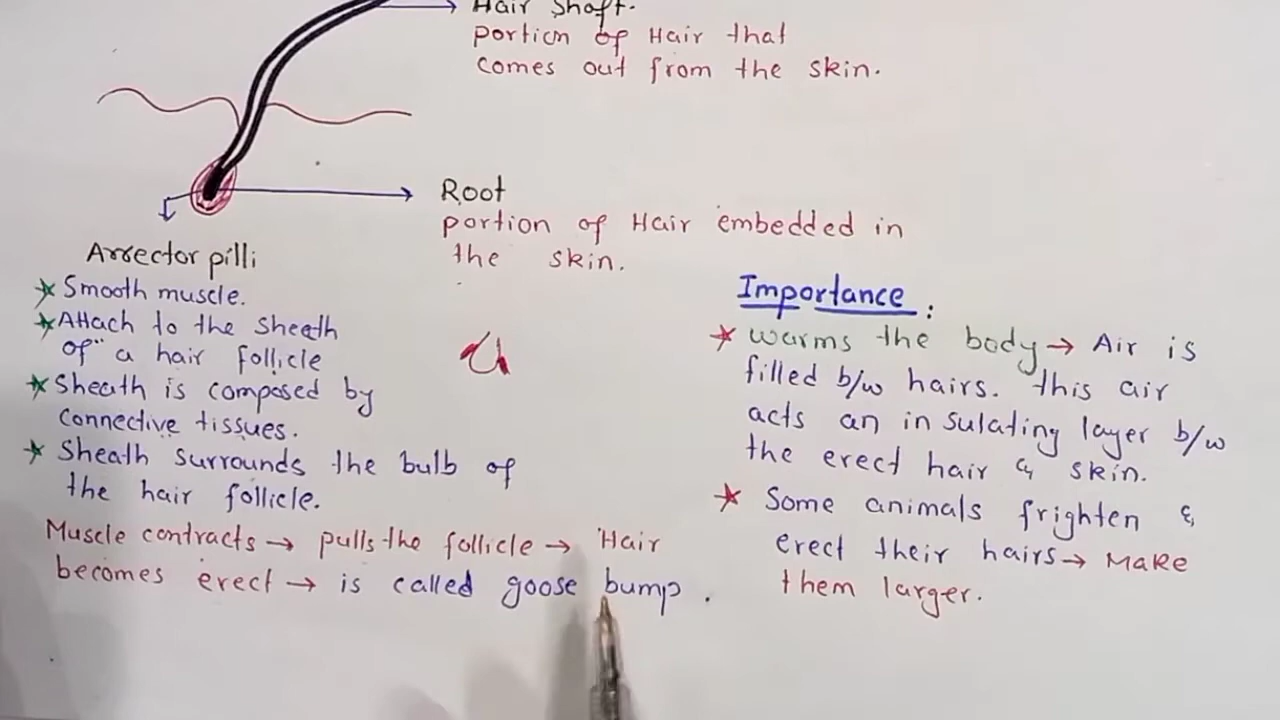 Hair Shaft.
portion of Hair that
comes out from the skin.
Root
portion of Hair embedded in
the skin.
Arrector pilli
Smooth muscle.
Attach to the sheath
of a hair follicle
Sheath is composed by
connective tissues.
Sheath surrounds the bulb of
the hair follicle.
Muscle contracts → pulls the follicle → Hair
becomes erect → is called goose bump.
Importance:
warms the body → Air is
filled b/w hairs. This air
acts an insulating layer b/w
the erect hair & skin.
Some animals frighten &
erect their hairs → Make
them larger.